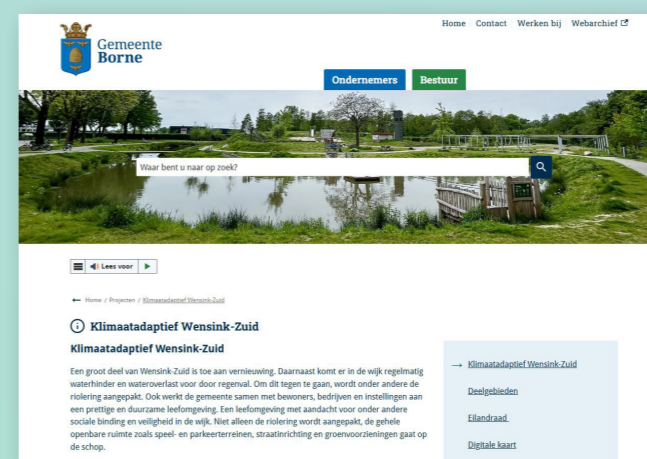 Home Contact Werken bij Webarchief
Gemeente
Borne
Ondernemers Bestuur
Waar bent u naar op zoek?
Lees voor
Home / Projecten / Klimaatadaptief Wensink-Zuid
Klimaatadaptief Wensink-Zuid
Klimaatadaptief Wensink-Zuid
Een groot deel van Wensink-Zuid is toe aan vernieuwing. Daarnaast komt er in de wijk regelmatig
waterhinder en wateroverlast voor door regenval. Om dit tegen te gaan, wordt onder andere de
riolering aangepakt. Ook werkt de gemeente samen met bewoners, bedrijven en instellingen aan
een prettige en duurzame leefomgeving. Een leefomgeving met aandacht voor onder andere
sociale binding en veiligheid in de wijk. Niet alleen de riolering wordt aangepakt, de gehele
openbare ruimte zoals speel- en parkeerterreinen, straatinrichting en groenvoorzieningen gaat op
de schop.
Klimaatadaptief Wensink-Zuid
Deelgebieden
Eilandraad
Digitale kaart